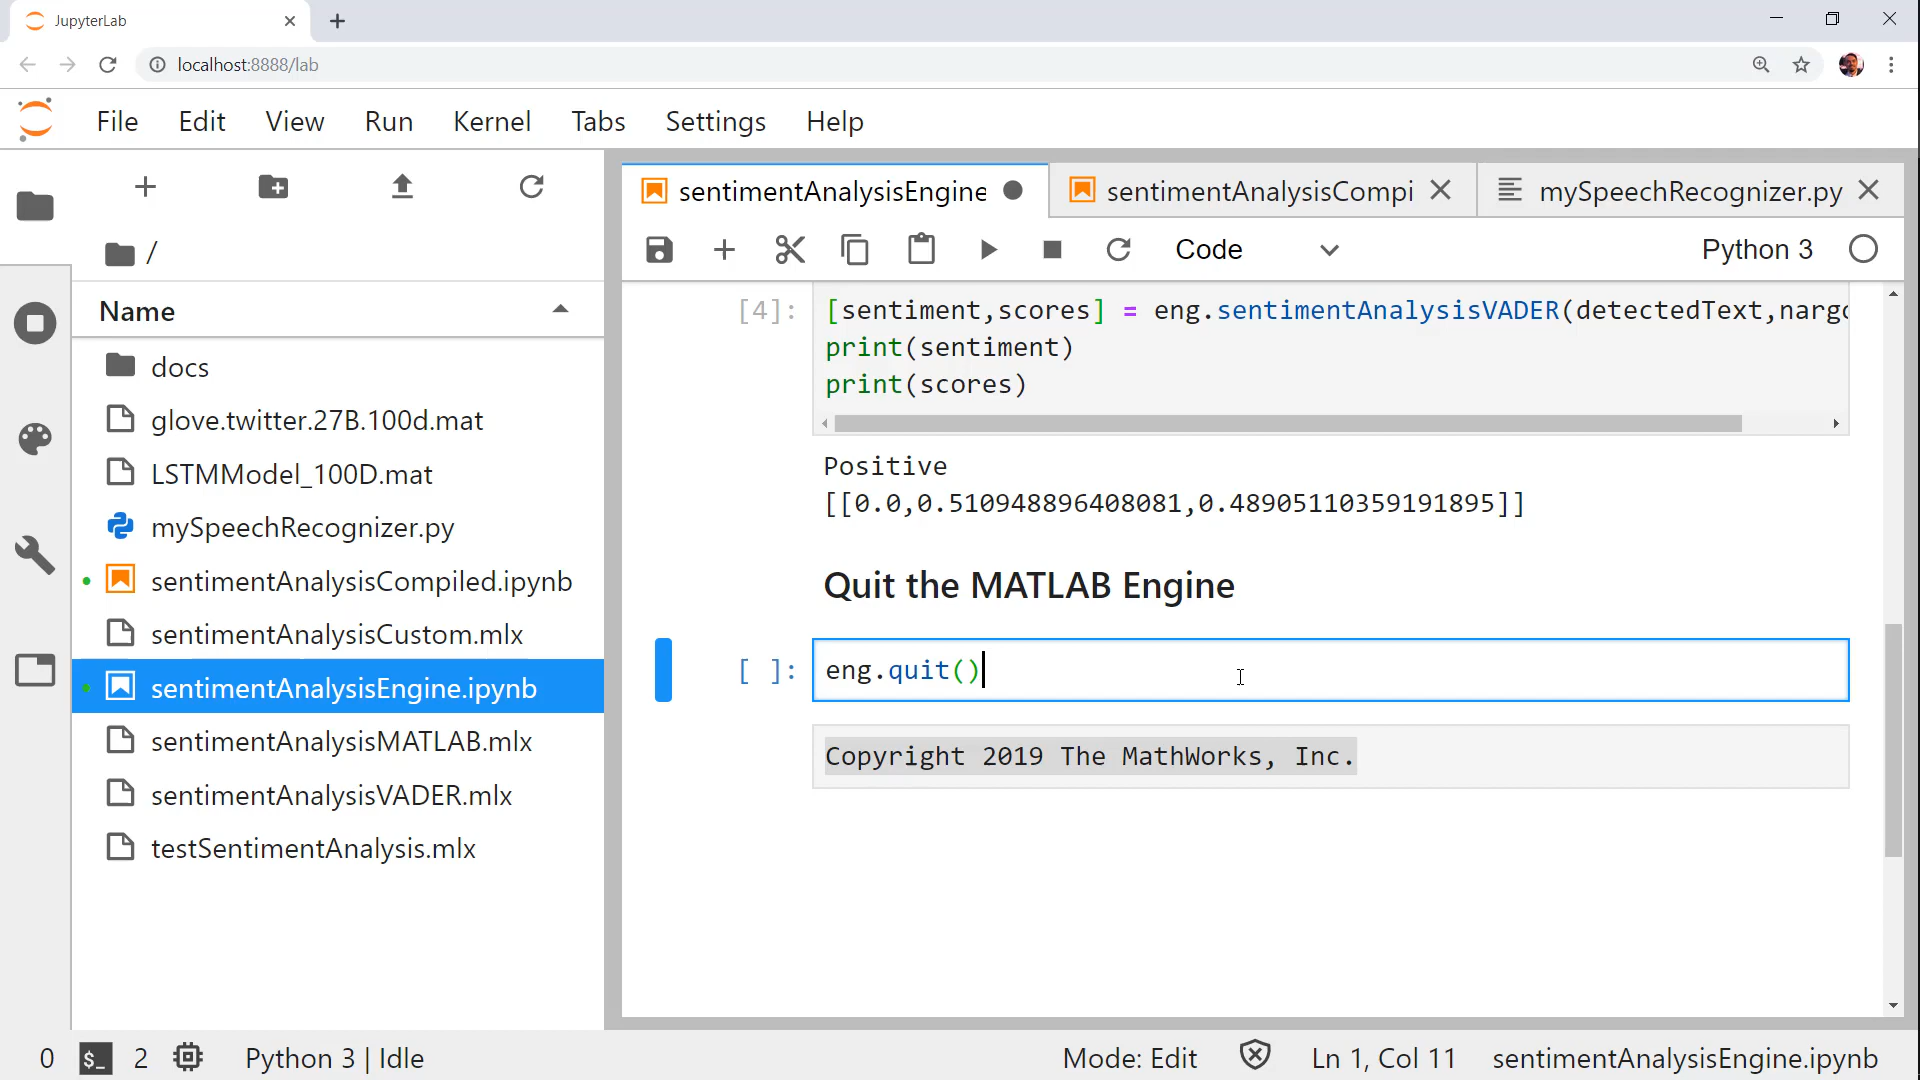 JupyterLab
localhost:8888/lab
File Edit View Run Kernel Tabs Settings Help
/
Name
docs
glove.twitter.27B.100d.mat
LSTMModel_100D.mat
mySpeechRecognizer.py
sentimentAnalysisCompiled.ipynb
sentimentAnalysisCustom.mlx
sentimentAnalysisEngine.ipynb
sentimentAnalysisMATLAB.mlx
sentimentAnalysisVADER.mlx
testSentimentAnalysis.mlx
sentimentAnalysisEngine sentimentAnalysisCompi mySpeechRecognizer.py
Code Python 3
[4]: [sentiment,scores] = eng.sentimentAnalysisVADER(detectedText,nargo
print(sentiment)
print(scores)
Positive
[[0.0,0.510948896408081,0.48905110359191895]]
Quit the MATLAB Engine
[ ]: eng.quit()
Copyright 2019 The MathWorks, Inc.
0 $_ 2 Python 3 | Idle Mode: Edit Ln 1, Col 11 sentimentAnalysisEngine.ipynb